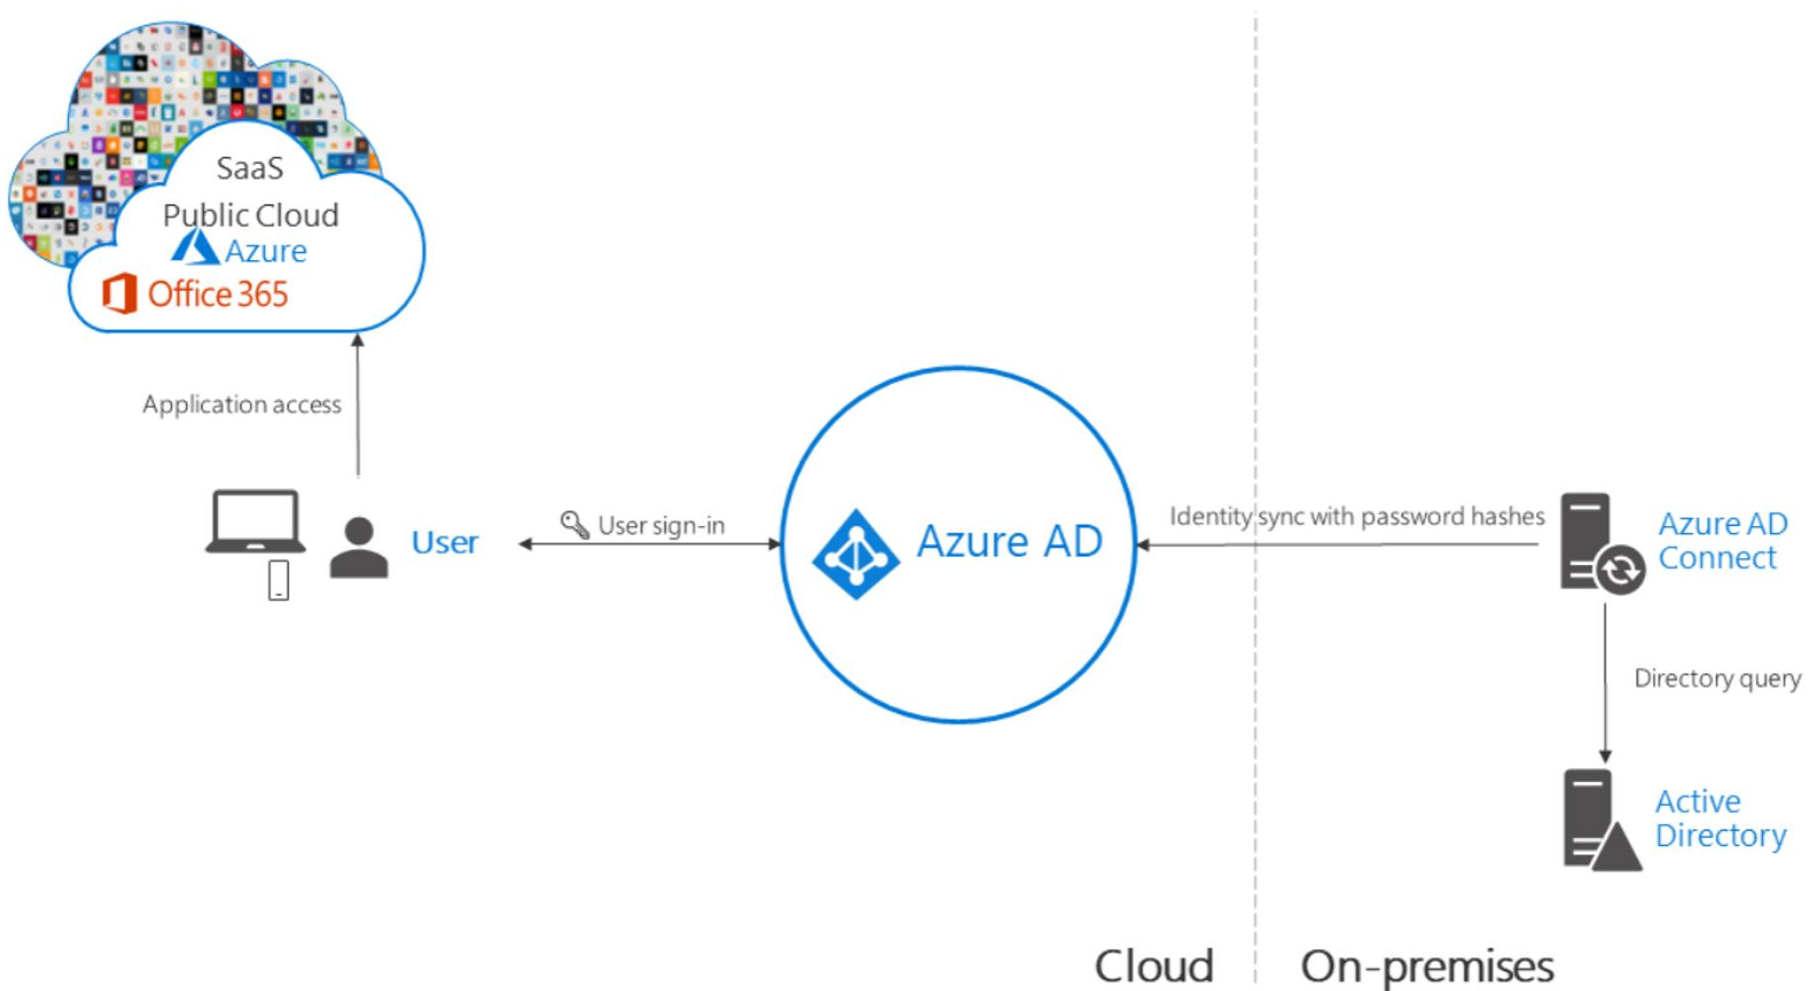 SaaS
Public Cloud
Azure
Office 365
Application access
User
User sign-in
Azure AD
Identity sync with password hashes
Azure AD
Connect
Directory query
Active
Directory
Cloud
On-premises